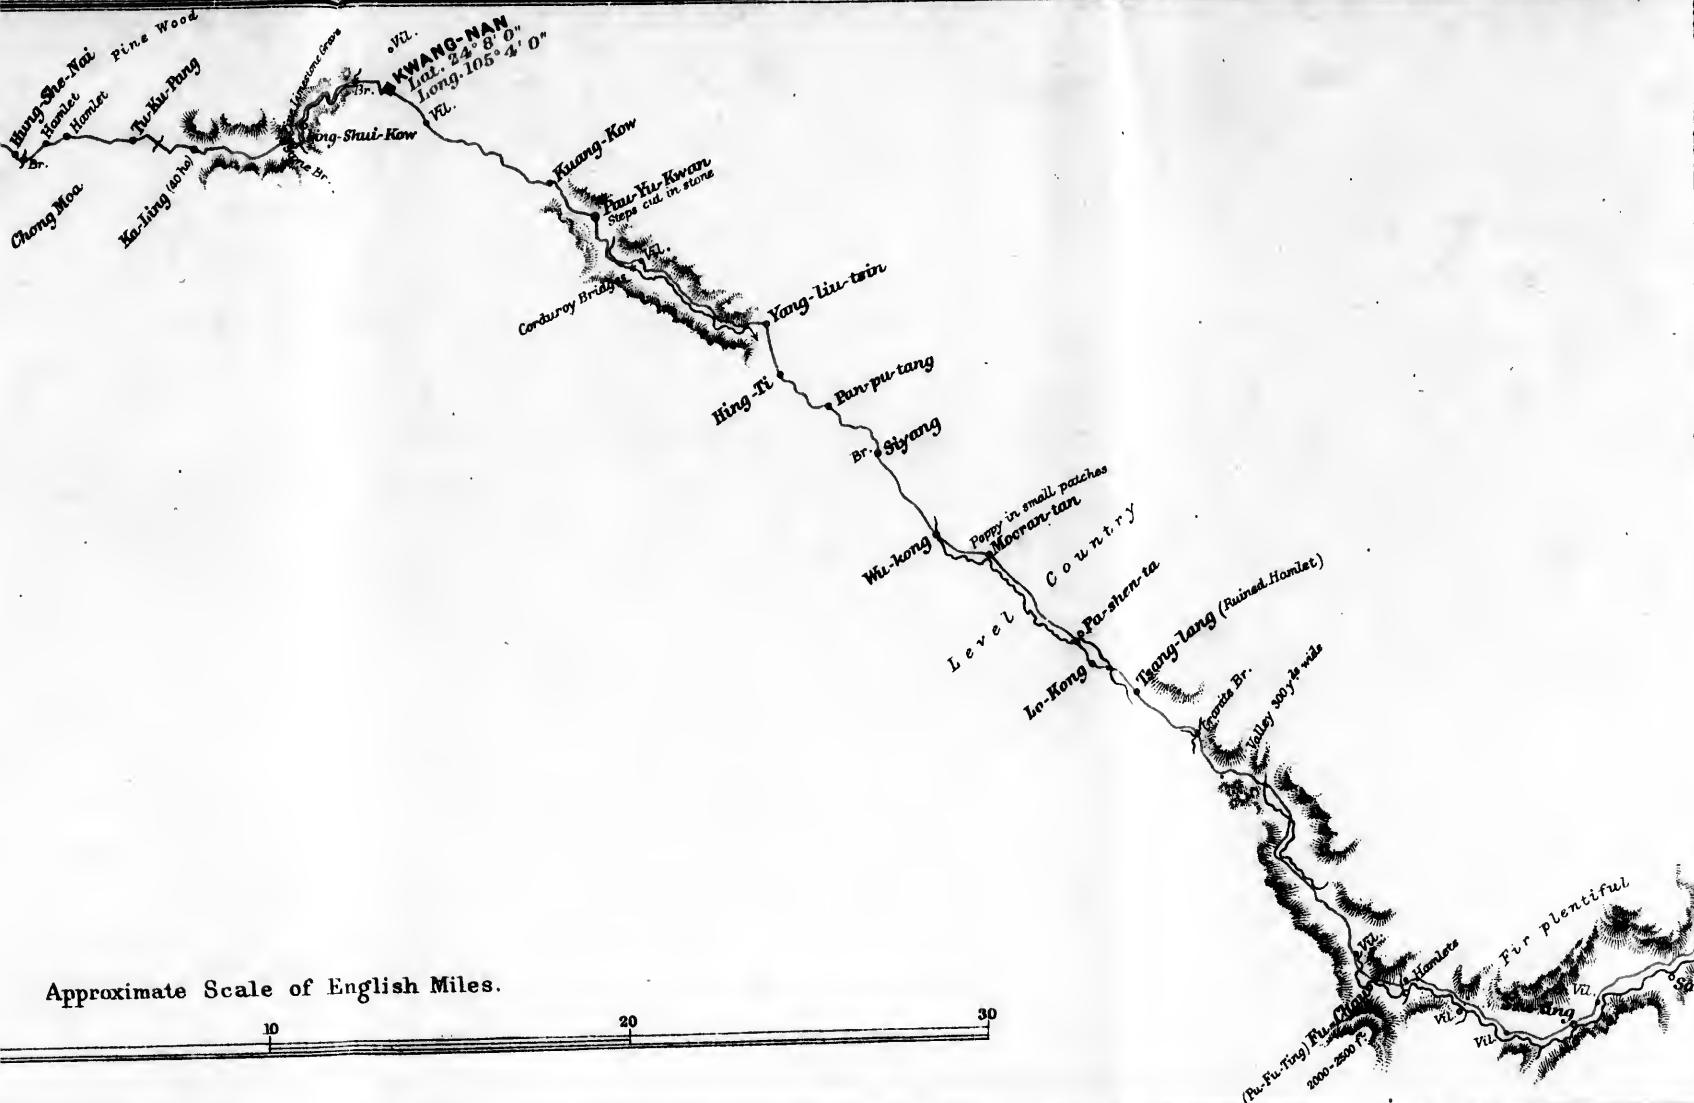 Pine Wood
Hung-She-Nai
Hamlet
Hamlet
Tu-Ku-Pang
Br.
Chong Moa
Ka-Ling (40 ho)
Limestone
Br.
Shui-Kow
Br.
Vil.
KWANG-NAN
Lat. 24° 8' 0"
Long. 105° 4' 0"
Vil.
Kuang-Kow
Pau-Yu-Kwan
Steps cut in stone
Vil.
Corduroy Bridges
Yang-liu-tsin
Hing-Ti
Pan-pu-tang
Br. Siyang
Poppy in small patches
Mocran-tan
Wu-kong
Level Country
Pa-shen-ta
Lo-Kong
Tsang-lang (Ruined Hamlet)
Granite Br.
Valley 300 yds wide
Vil.
Hamlets
Fir plentiful
(Pu-Fu-Ting)
2000-2500 ft.
Vil.
Vil.
Vil.
Approximate Scale of English Miles.
10
20
30